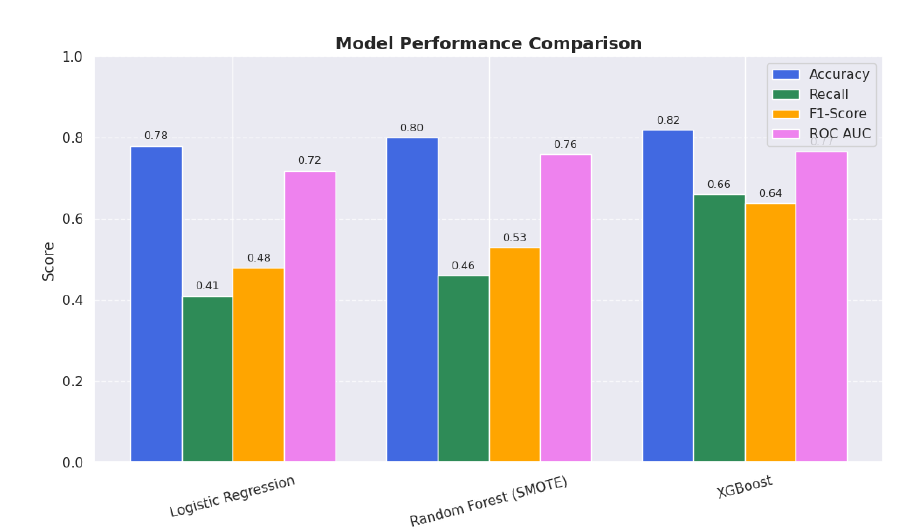 Model Performance Comparison
1.0
0.8
0.6
0.4
0.2
0.0
Score
0.78
0.41
0.48
0.72
0.80
0.46
0.53
0.76
0.82
0.66
0.64
0.77
Accuracy
Recall
F1-Score
ROC AUC
Logistic Regression
Random Forest (SMOTE)
XGBoost